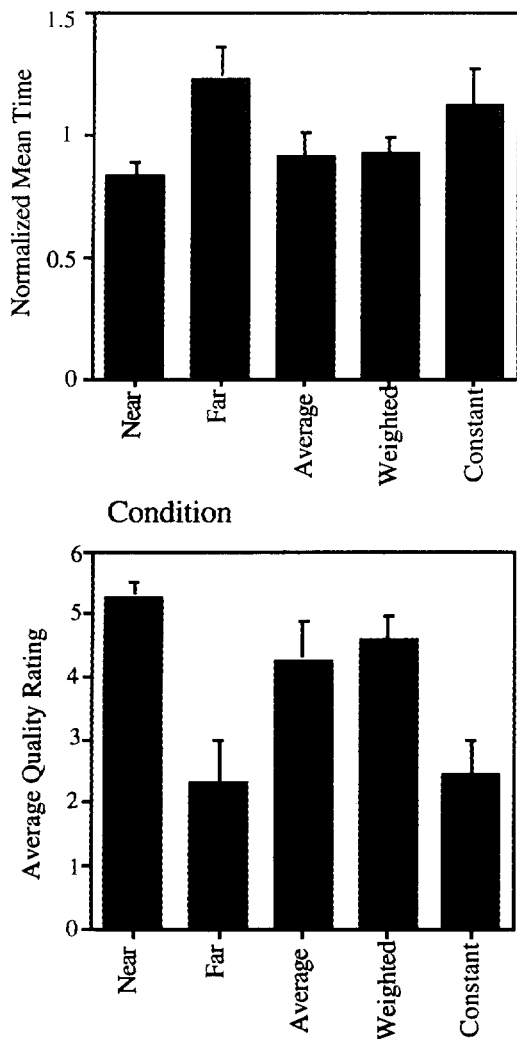 Normalized Mean Time
1.5
1
0.5
0
Near
Far
Average
Weighted
Constant
Condition
Average Quality Rating
6
5
4
3
2
1
0
Near
Far
Average
Weighted
Constant